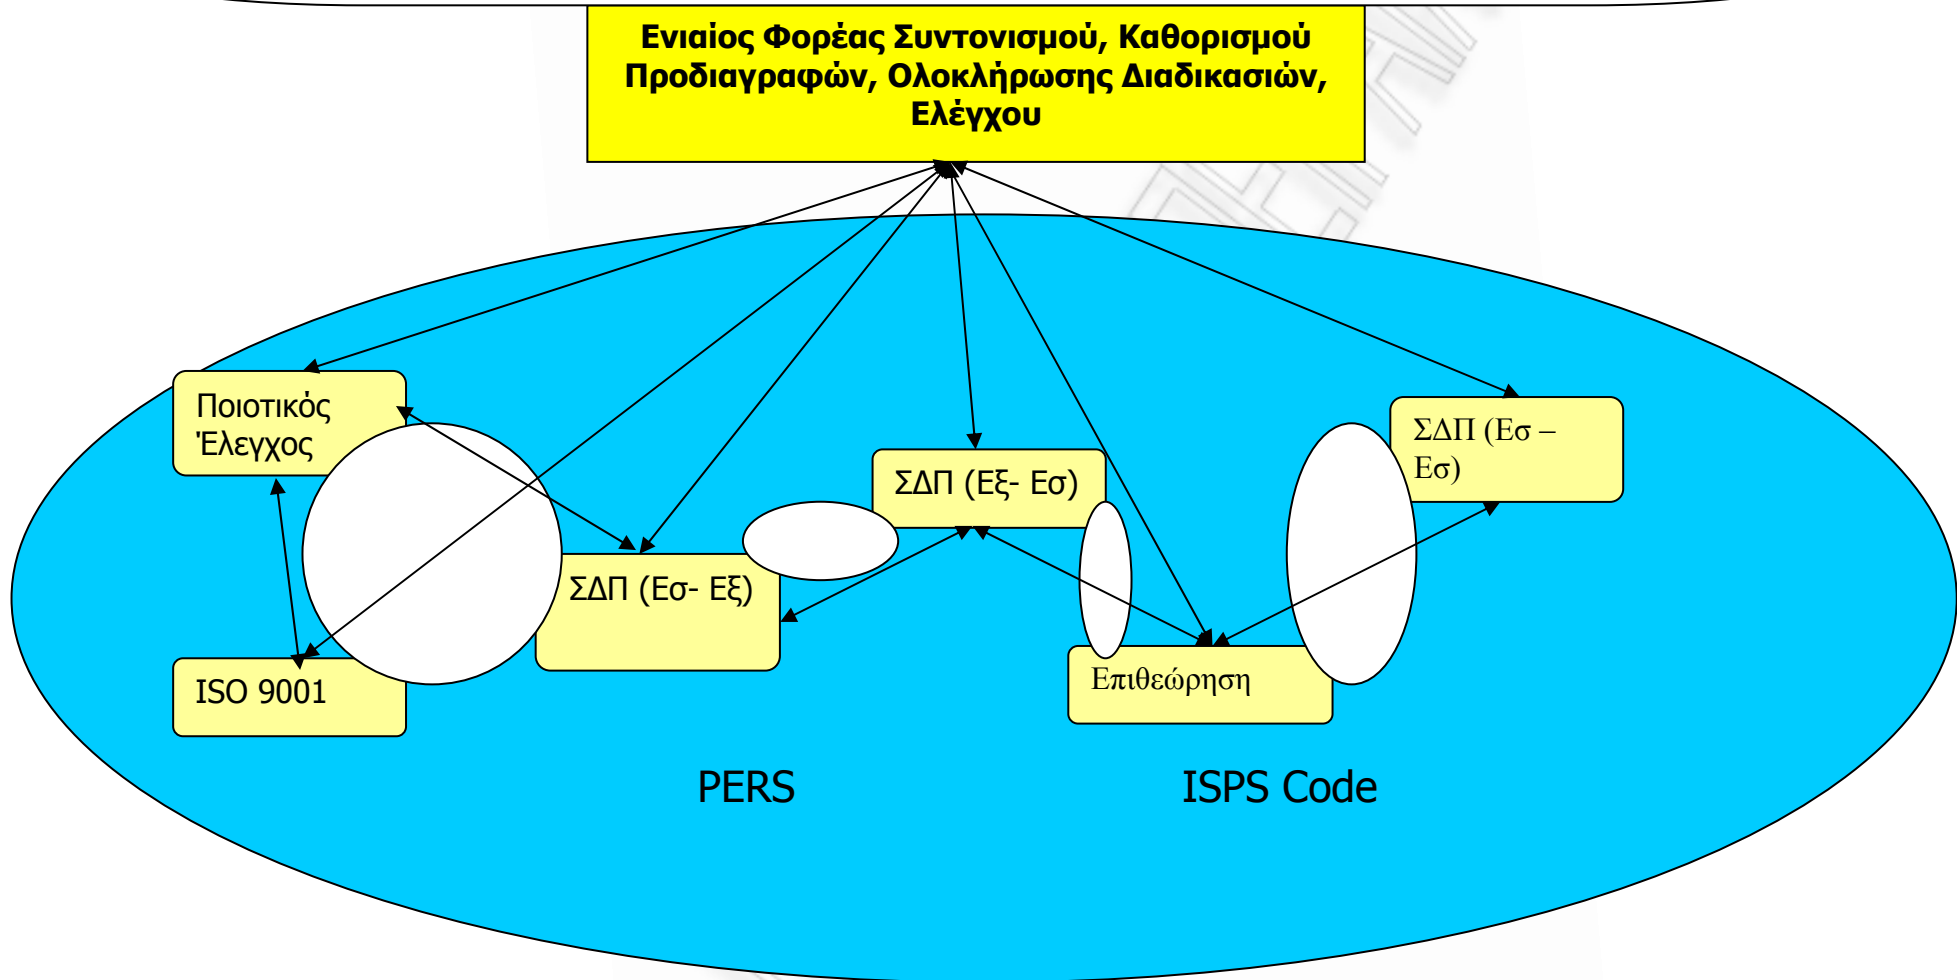 Ενιαίος Φορέας Συντονισμού, Καθορισμού
Προδιαγραφών, Ολοκλήρωσης Διαδικασιών,
Ελέγχου
Ποιοτικός
Έλεγχος
ΣΔΠ (Εσ –
Εσ)
ΣΔΠ (Εξ- Εσ)
ΣΔΠ (Εσ- Εξ)
ISO 9001
Επιθεώρηση
PERS
ISPS Code